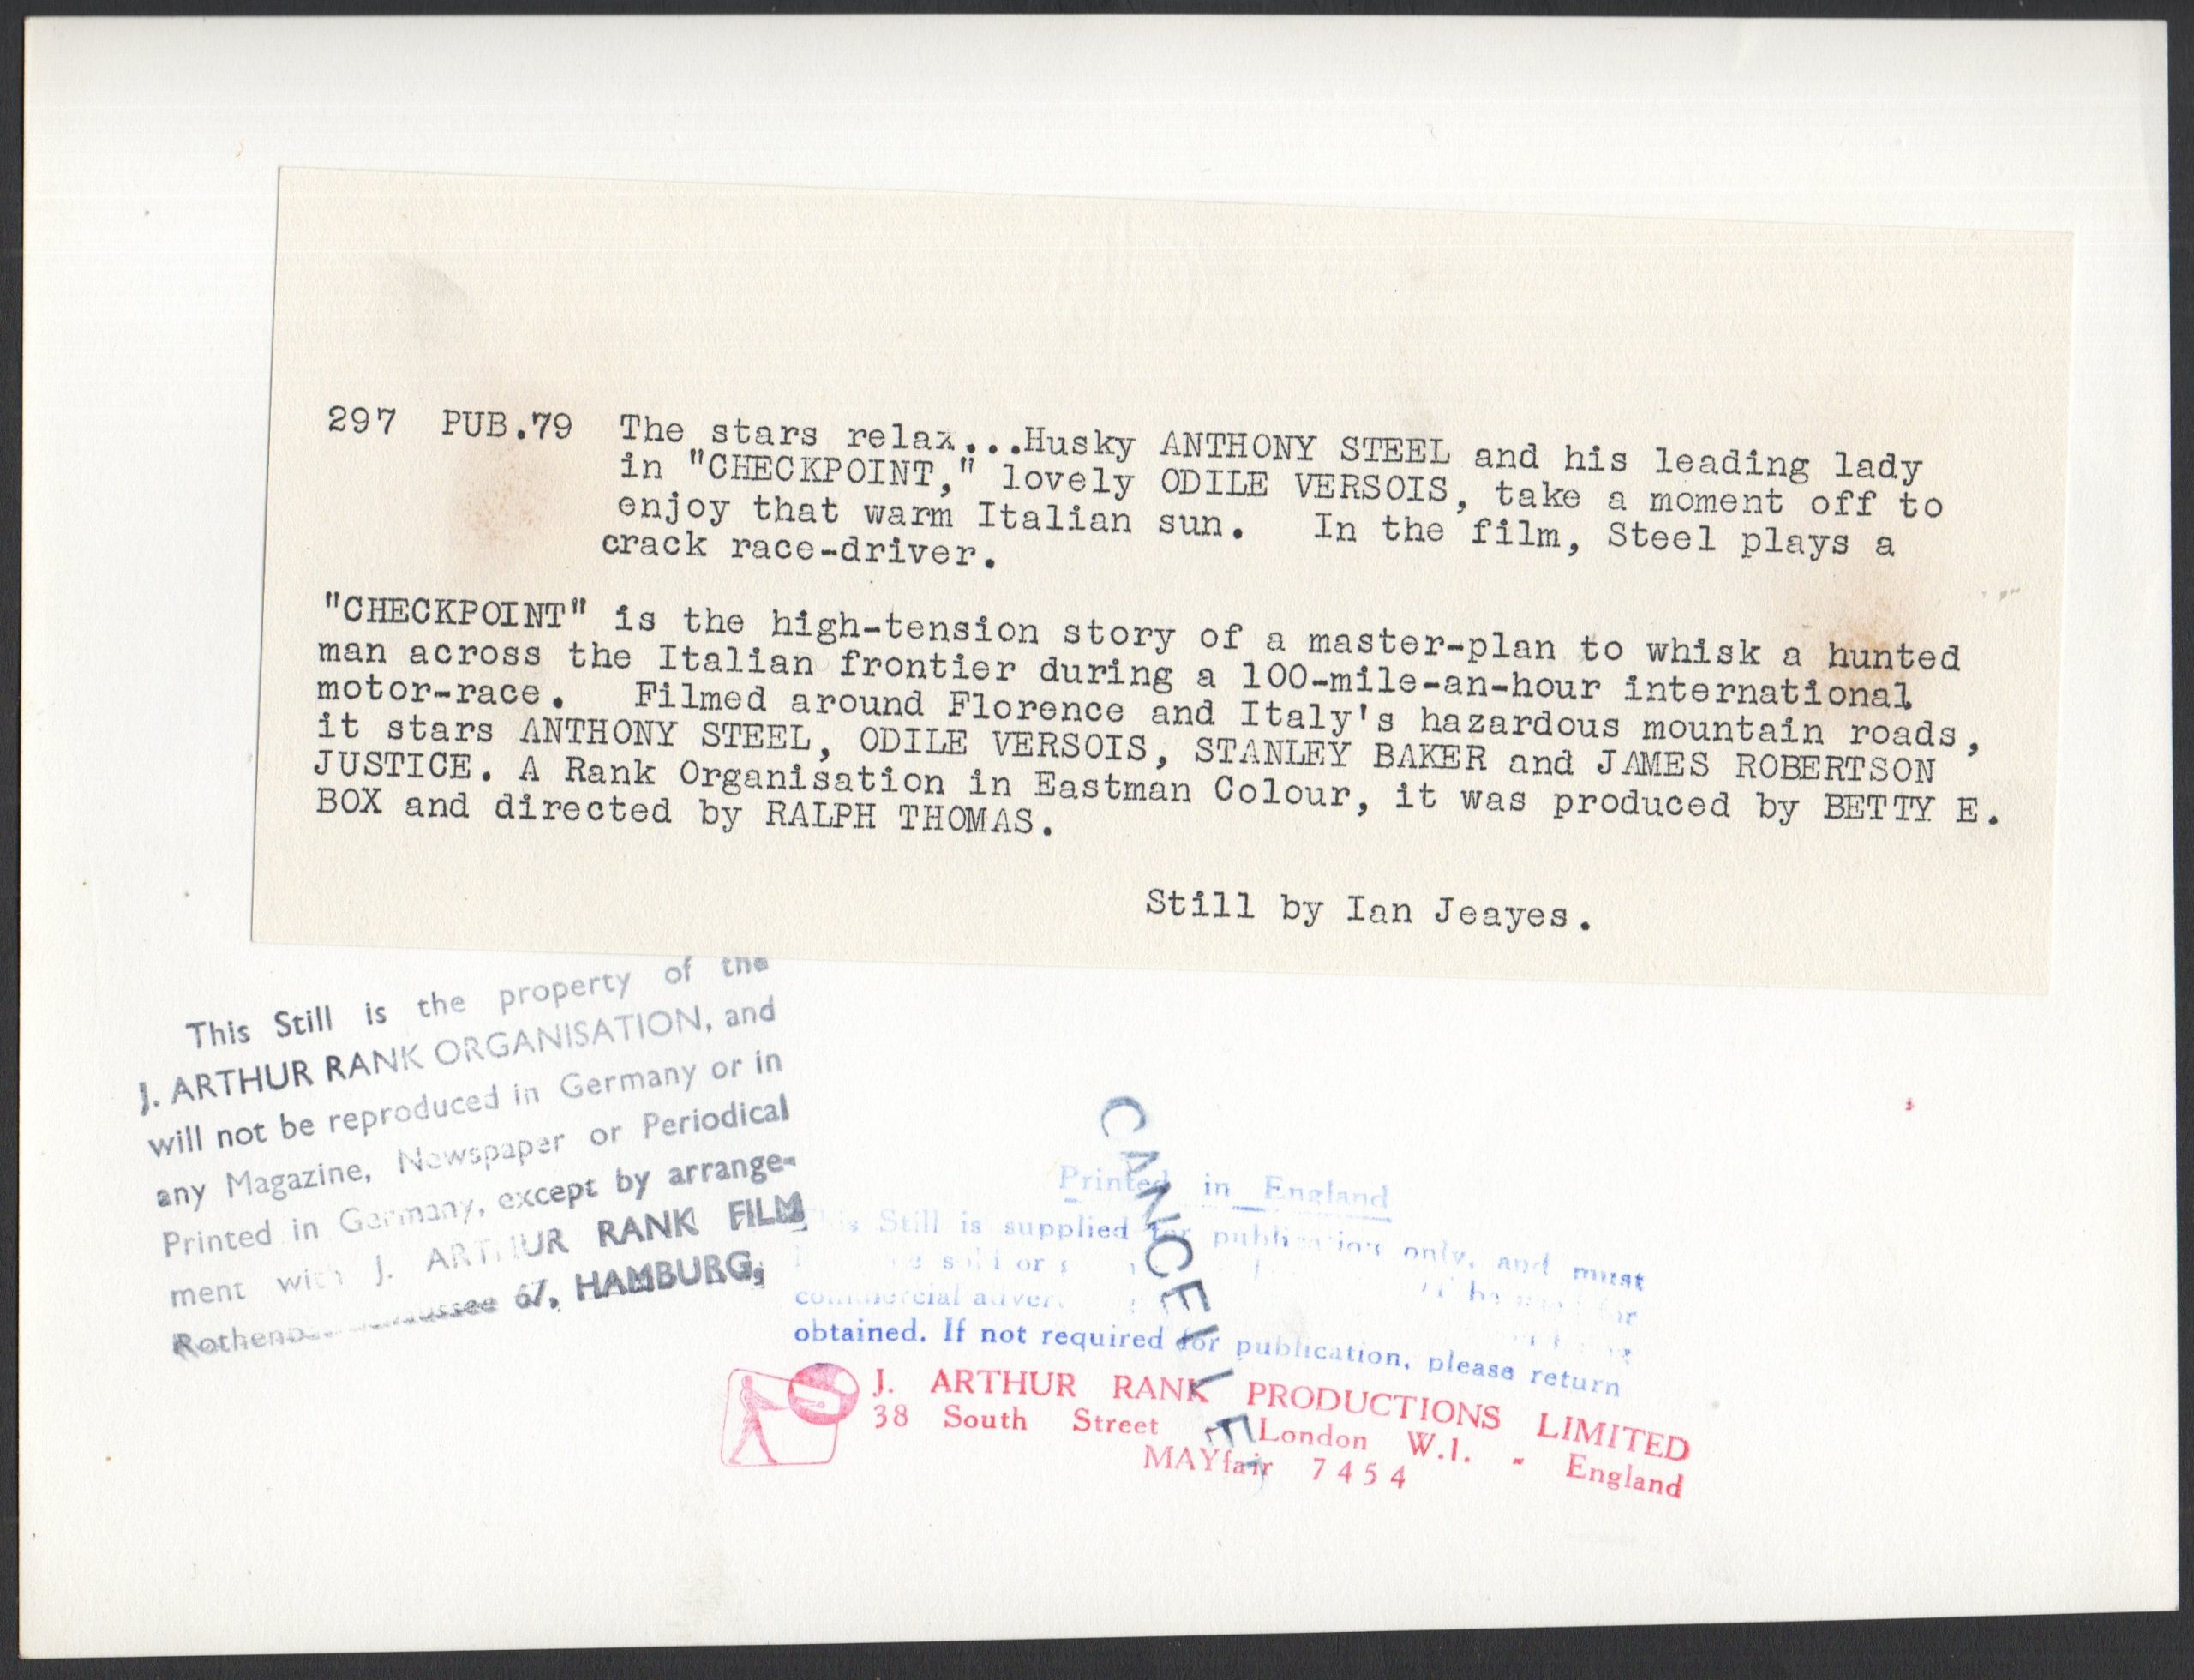 297 PUB.79 The stars relax...Husky ANTHONY STEEL and his leading lady
in "CHECKPOINT," lovely ODILE VERSOIS, take a moment off to
enjoy that warm Italian sun. In the film, Steel plays a
crack race-driver.
"CHECKPOINT" is the high-tension story of a master-plan to whisk a hunted
man across the Italian frontier during a 100-mile-an-hour international
motor-race. Filmed around Florence and Italy's hazardous mountain roads,
it stars ANTHONY STEEL, ODILE VERSOIS, STANLEY BAKER and JAMES ROBERTSON
JUSTICE. A Rank Organisation in Eastman Colour, it was produced by BETTY E.
BOX and directed by RALPH THOMAS.
Still by Ian Jeayes.
This Still is the property of the
J. ARTHUR RANK ORGANISATION, and
will not be reproduced in Germany or in
any Magazine, Newspaper or Periodical
Printed in Germany, except by arrange-
ment with J. ARTHUR RANK FILM
67, HAMBURG,
CANCELLED
Printed in England
This Still is supplied for publication only, and must
sold or be used for
commercial
obtained. If not required for publication, please return
J. ARTHUR RANK PRODUCTIONS LIMITED
38 South Street London W.1. - England
MAYfair 7454